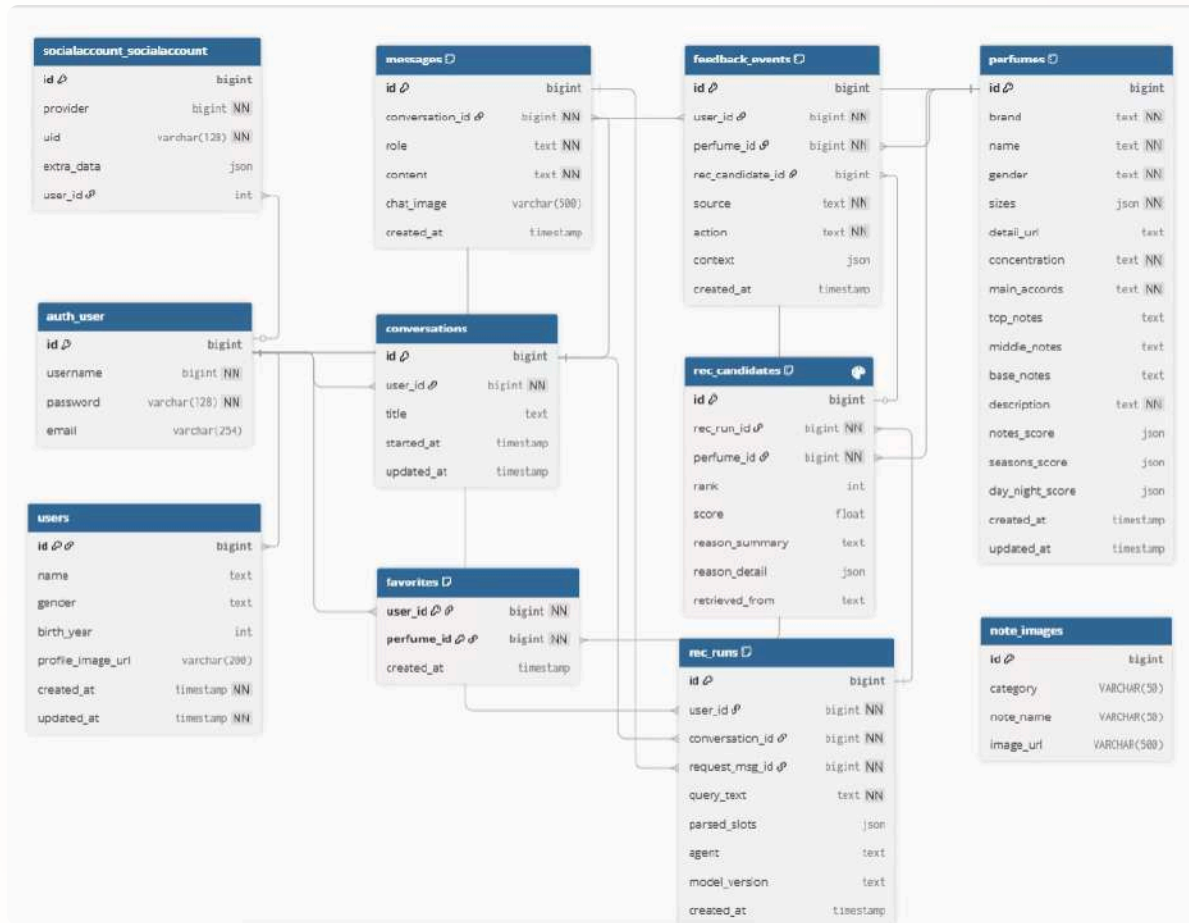 socialaccount_socialaccount
id bigint
provider bigint NN
uid varchar(128) NN
extra_data json
user_id int
auth_user
id bigint
username bigint NN
password varchar(128) NN
email varchar(254)
users
id bigint
name text
gender text
birth_year int
profile_image_url varchar(200)
created_at timestamp NN
updated_at timestamp NN
messages
id bigint
conversation_id bigint NN
role text NN
content text NN
chat_image varchar(500)
created_at timestamp
conversations
id bigint
user_id bigint NN
title text
started_at timestamp
updated_at timestamp
favorites
user_id bigint NN
perfume_id bigint NN
created_at timestamp
feedback_events
id bigint
user_id bigint NN
perfume_id bigint NN
rec_candidate_id bigint
source text NN
action text NN
context json
created_at timestamp
rec_candidates
id bigint
rec_run_id bigint NN
perfume_id bigint NN
rank int
score float
reason_summary text
reason_detail json
retrieved_from text
rec_runs
id bigint
user_id bigint NN
conversation_id bigint NN
request_msg_id bigint NN
query_text text NN
parsed_slots json
agent text
model_version text
created_at timestamp
perfumes
id bigint
brand text NN
name text NN
gender text NN
sizes json NN
detail_url text
concentration text NN
main_accords text NN
top_notes text
middle_notes text
base_notes text
description text NN
notes_score json
seasons_score json
day_night_score json
created_at timestamp
updated_at timestamp
note_images
id bigint
category VARCHAR(50)
note_name VARCHAR(50)
image_url VARCHAR(500)